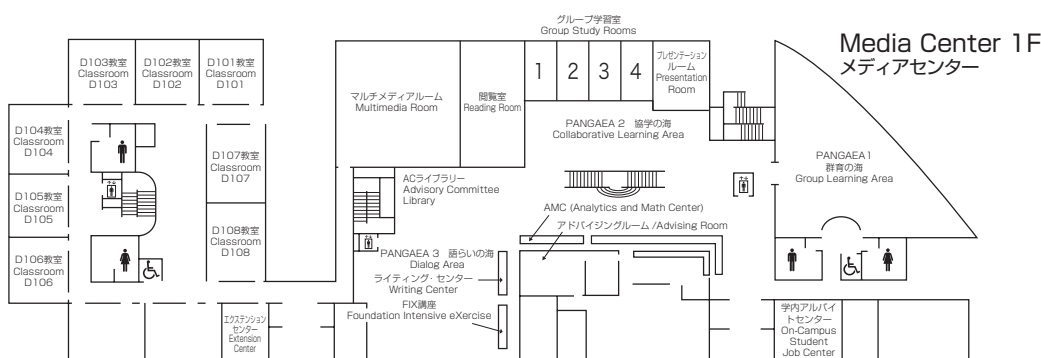 Media Center 1F
メディアセンター
グループ学習室
Group Study Rooms
1
2
3
4
プレゼンテーション
ルーム
Presentation
Room
D103教室
Classroom
D103
D102教室
Classroom
D102
D101教室
Classroom
D101
マルチメディアルーム
Multimedia Room
閲覧室
Reading Room
PANGAEA 2 協学の海
Collaborative Learning Area
D104教室
Classroom
D104
D107教室
Classroom
D107
PANGAEA1
群育の海
Group Learning Area
ACライブラリー
Advisory Committee
Library
D105教室
Classroom
D105
AMC (Analytics and Math Center)
アドバイジングルーム /Advising Room
D108教室
Classroom
D108
D106教室
Classroom
D106
PANGAEA 3 語らいの海
Dialog Area
ライティング・センター
Writing Center
FIX講座
Foundation Intensive eXercise
エクステンション
センター
Extension
Center
学内アルバイ
トセンター
On-Campus
Student
Job Center